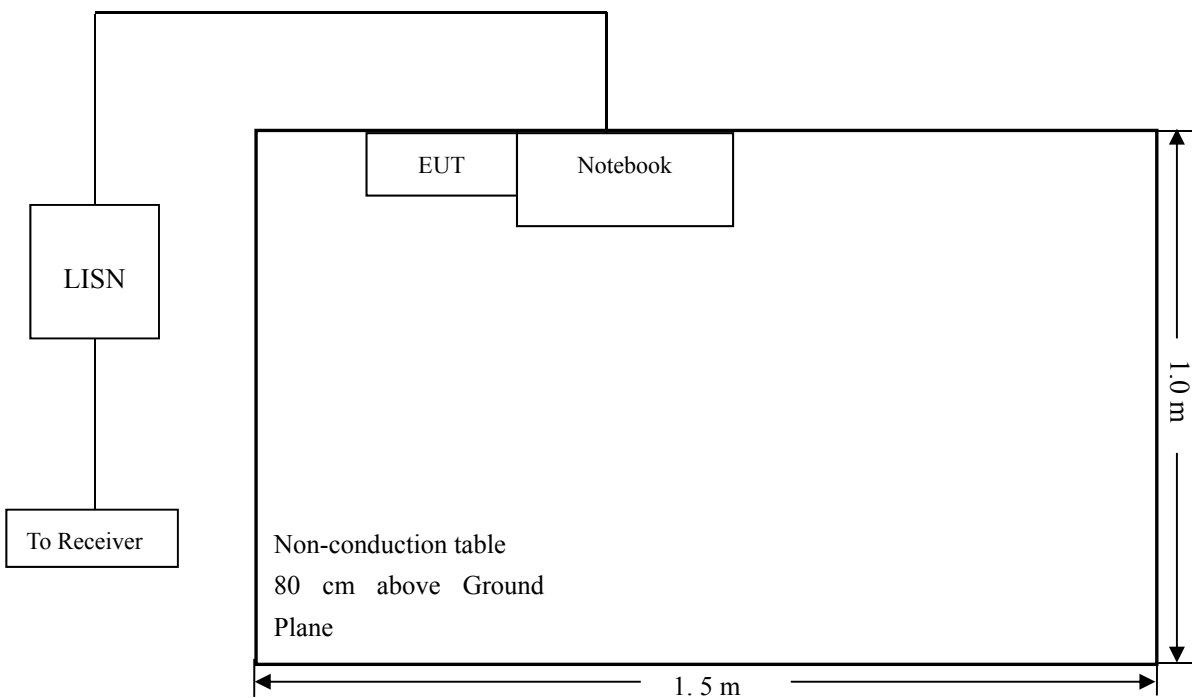 EUT
Notebook
LISN
1.0 m
To Receiver
Non-conduction table
80 cm above Ground
Plane
1. 5 m